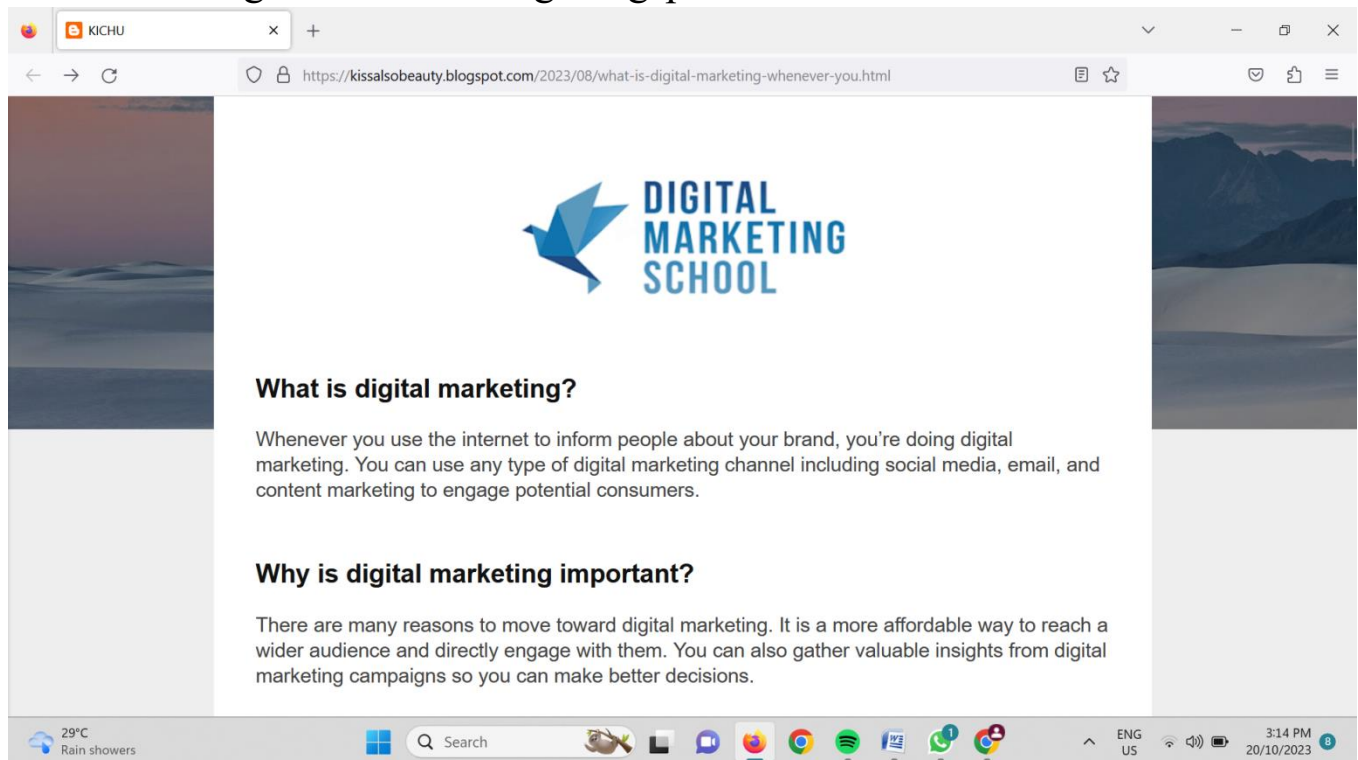 KICHU
https://kissalsobeauty.blogspot.com/2023/08/what-is-digital-marketing-whenever-you.html
DIGITAL
MARKETING
SCHOOL
What is digital marketing?
Whenever you use the internet to inform people about your brand, you’re doing digital
marketing. You can use any type of digital marketing channel including social media, email, and
content marketing to engage potential consumers.
Why is digital marketing important?
There are many reasons to move toward digital marketing. It is a more affordable way to reach a
wider audience and directly engage with them. You can also gather valuable insights from digital
marketing campaigns so you can make better decisions.
29°C
Rain showers
Search
1
ENG
US
3:14 PM
20/10/2023
8